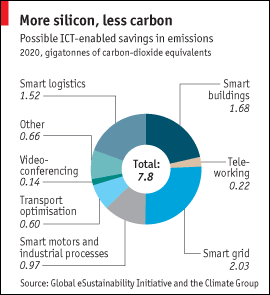 More silicon, less carbon
Possible ICT-enabled savings in emissions
2020, gigatonnes of carbon-dioxide equivalents
Smart logistics
1.52
Other
0.66
Video-
conferencing
0.14
Transport
optimisation
0.60
Smart motors and
industrial processes
0.97
Total:
7.8
Smart
buildings
1.68
Tele-
working
0.22
Smart grid
2.03
Source: Global eSustainability Initiative and the Climate Group